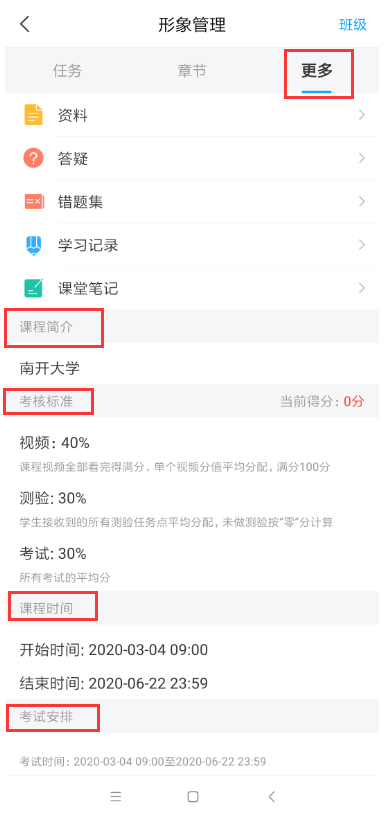 形象管理
班级
任务
章节
更多
资料
答疑
错题集
学习记录
课堂笔记
课程简介
南开大学
考核标准
当前得分: 0分
视频: 40%
课程视频全部看完得满分, 单个视频分值平均分配, 满分100分
测验: 30%
学生接收到的所有测验任务点平均分配, 未做测验按"零"分计算
考试: 30%
所有考试的平均分
课程时间
开始时间: 2020-03-04 09:00
结束时间: 2020-06-22 23:59
考试安排
考试时间: 2020-03-04 09:00至2020-06-22 23:59